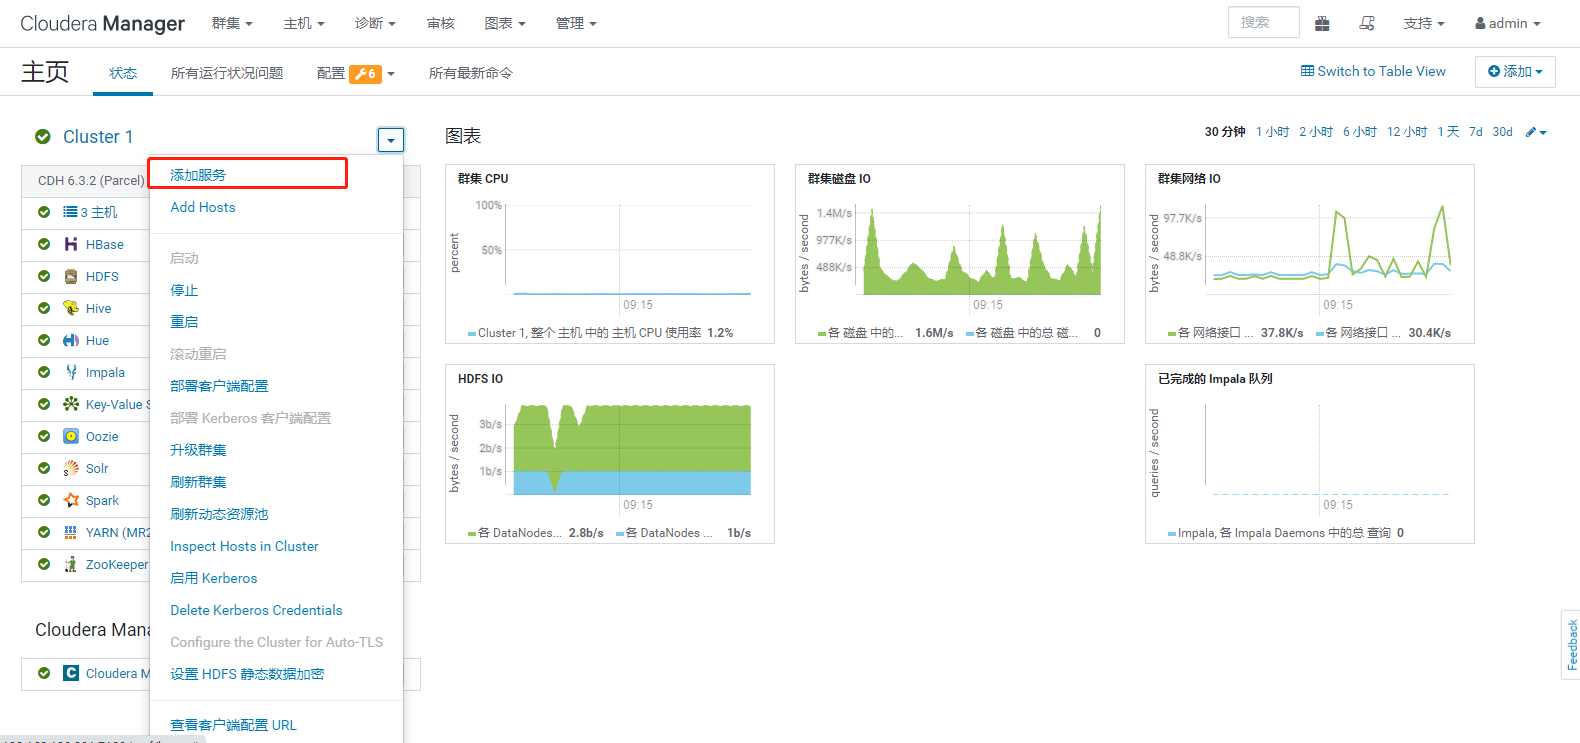 Cloudera Manager 群集 主机 诊断 审核 图表 管理 搜索 支持 admin
主页 状态 所有运行状况问题 配置 6 所有最新命令 Switch to Table View 添加
Cluster 1
图表
30 分钟 1 小时 2 小时 6 小时 12 小时 1 天 7d 30d
CDH 6.3.2 (Parcel)
3 主机
HBase
HDFS
Hive
Hue
Impala
Key-Value S
Oozie
Solr
Spark
YARN (MR2
ZooKeeper
Cloudera Mana
Cloudera M
添加服务
Add Hosts
启动
停止
重启
滚动重启
部署客户端配置
部署 Kerberos 客户端配置
升级群集
刷新群集
刷新动态资源池
Inspect Hosts in Cluster
启用 Kerberos
Delete Kerberos Credentials
Configure the Cluster for Auto-TLS
设置 HDFS 静态数据加密
查看客户端配置 URL
群集 CPU
percent
100%
50%
09:15
Cluster 1, 整个 主机 中的 主机 CPU 使用率 1.2%
群集磁盘 IO
bytes / second
1.4M/s
977K/s
488K/s
09:15
各 磁盘 中的... 1.6M/s 各 磁盘 中的总 磁... 0
群集网络 IO
bytes / second
97.7K/s
48.8K/s
09:15
各 网络接口 ... 37.8K/s 各 网络接口 ... 30.4K/s
HDFS IO
bytes / second
3b/s
2b/s
1b/s
09:15
各 DataNodes... 2.8b/s 各 DataNodes ... 1b/s
已完成的 Impala 队列
queries / second
09:15
Impala, 各 Impala Daemons 中的总 查询 0
Feedback